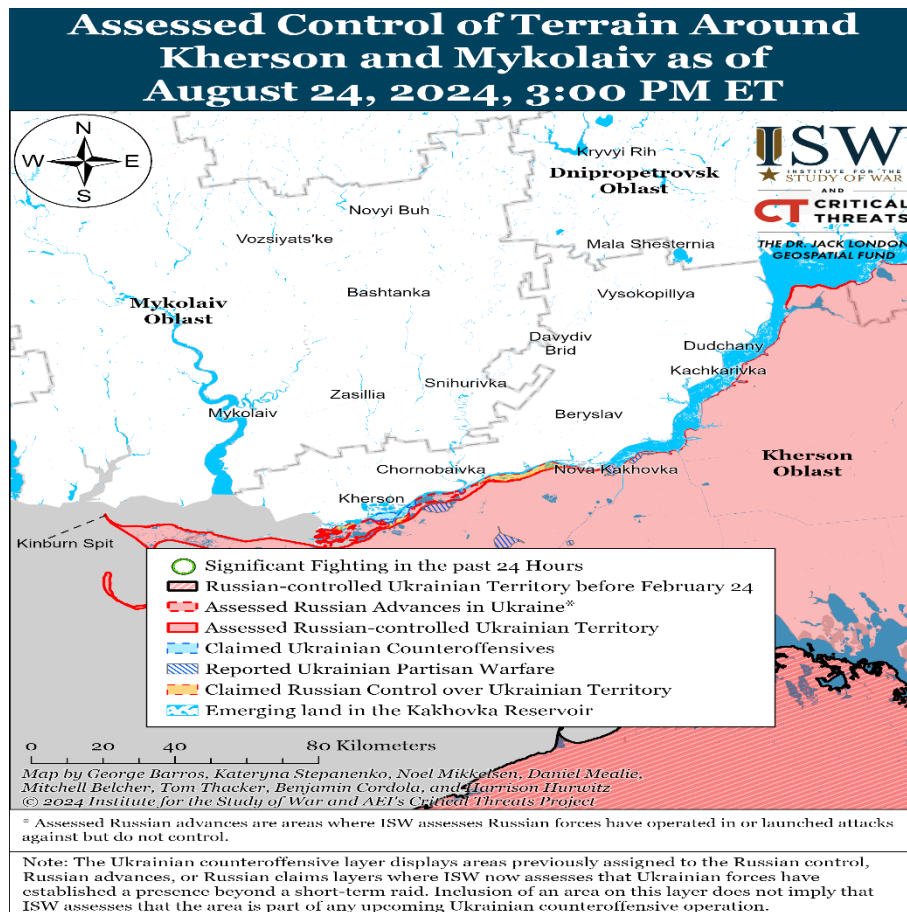 Assessed Control of Terrain Around
Kherson and Mykolaiv as of
August 24, 2024, 3:00 PM ET
N
W E
S
Kryvyi Rih
Dnipropetrovsk
Oblast
ISW
INSTITUTE FOR THE
STUDY OF WAR
AND
CT CRITICAL
THREATS
THE DR. JACK LONDON
GEOSPATIAL FUND
Novyi Buh
Vozsiyats'ke
Mala Shesternia
Bashtanka
Vysokopillya
Mykolaiv
Oblast
Davydiv
Brid
Dudchany
Kachkarivka
Snihurivka
Zasillia
Mykolaiv
Beryslav
Kherson
Oblast
Chornobaivka
Nova Kakhovka
Kherson
Kinburn Spit
Significant Fighting in the past 24 Hours
Russian-controlled Ukrainian Territory before February 24
Assessed Russian Advances in Ukraine*
Assessed Russian-controlled Ukrainian Territory
Claimed Ukrainian Counteroffensives
Reported Ukrainian Partisan Warfare
Claimed Russian Control over Ukrainian Territory
Emerging land in the Kakhovka Reservoir
0 20 40 80 Kilometers
Map by George Barros, Kateryna Stepanenko, Noel Mikkelsen, Daniel Mealie,
Mitchell Belcher, Tom Thacker, Benjamin Cordola, and Harrison Hurwitz
© 2024 Institute for the Study of War and AEI's Critical Threats Project
* Assessed Russian advances are areas where ISW assesses Russian forces have operated in or launched attacks
against but do not control.
Note: The Ukrainian counteroffensive layer displays areas previously assigned to the Russian control,
Russian advances, or Russian claims layers where ISW now assesses that Ukrainian forces have
established a presence beyond a short-term raid. Inclusion of an area on this layer does not imply that
ISW assesses that the area is part of any upcoming Ukrainian counteroffensive operation.